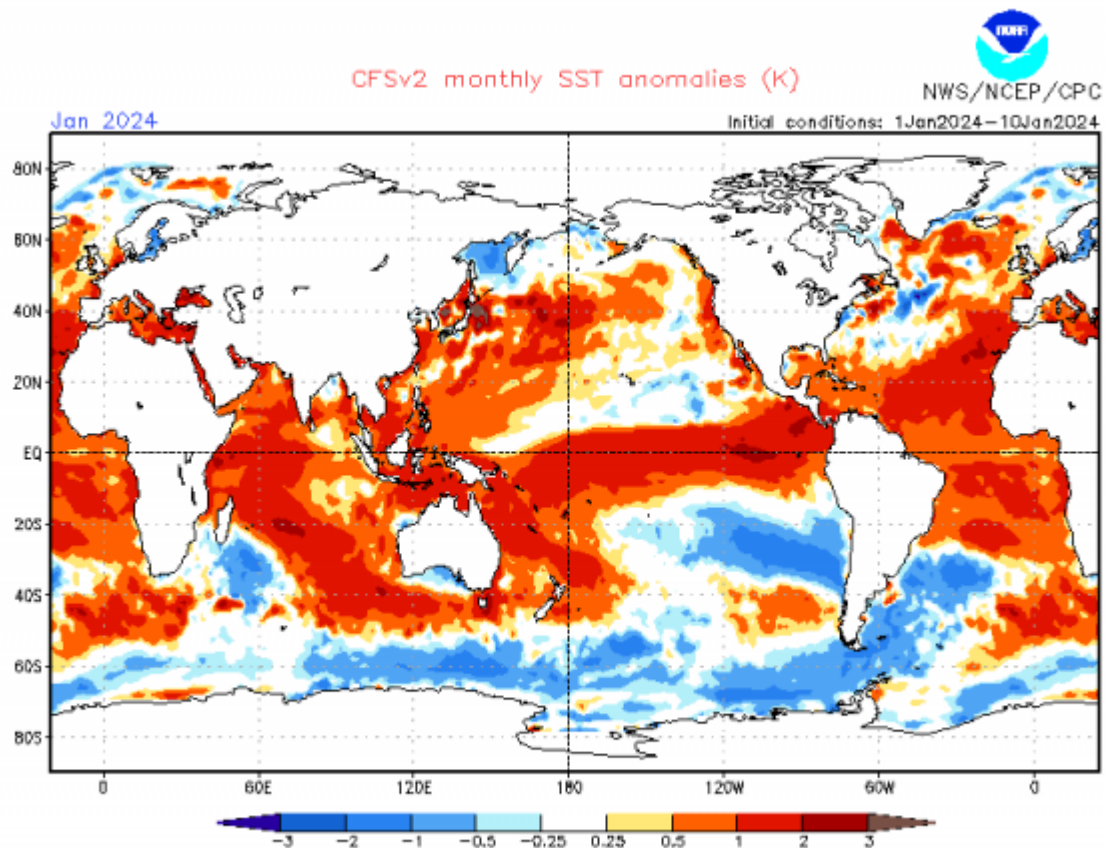 NOAA
CFSv2 monthly SST anomalies (K)
NWS/NCEP/CPC
Jan 2024
Initial conditions: 1Jan2024-10Jan2024
80N
60N
40N
20N
EQ
20S
40S
60S
80S
0 60E 120E 180 120W 60W 0
-3 -2 -1 -0.5 -0.25 0.25 0.5 1 2 3